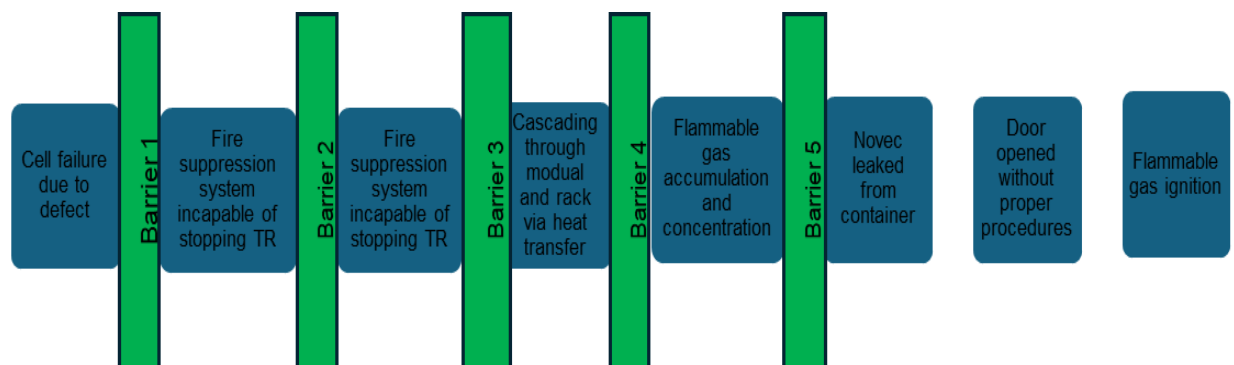 Cell failure
due to
defect
Barrier 1
Fire
suppression
system
incapable of
stopping TR
Barrier 2
Fire
suppression
system
incapable of
stopping TR
Barrier 3
Cascading
through
modual
and rack
via heat
transfer
Barrier 4
Flammable
gas
accumulation
and
concentration
Barrier 5
Novec
leaked
from
container
Door
opened
without
proper
procedures
Flammable
gas ignition